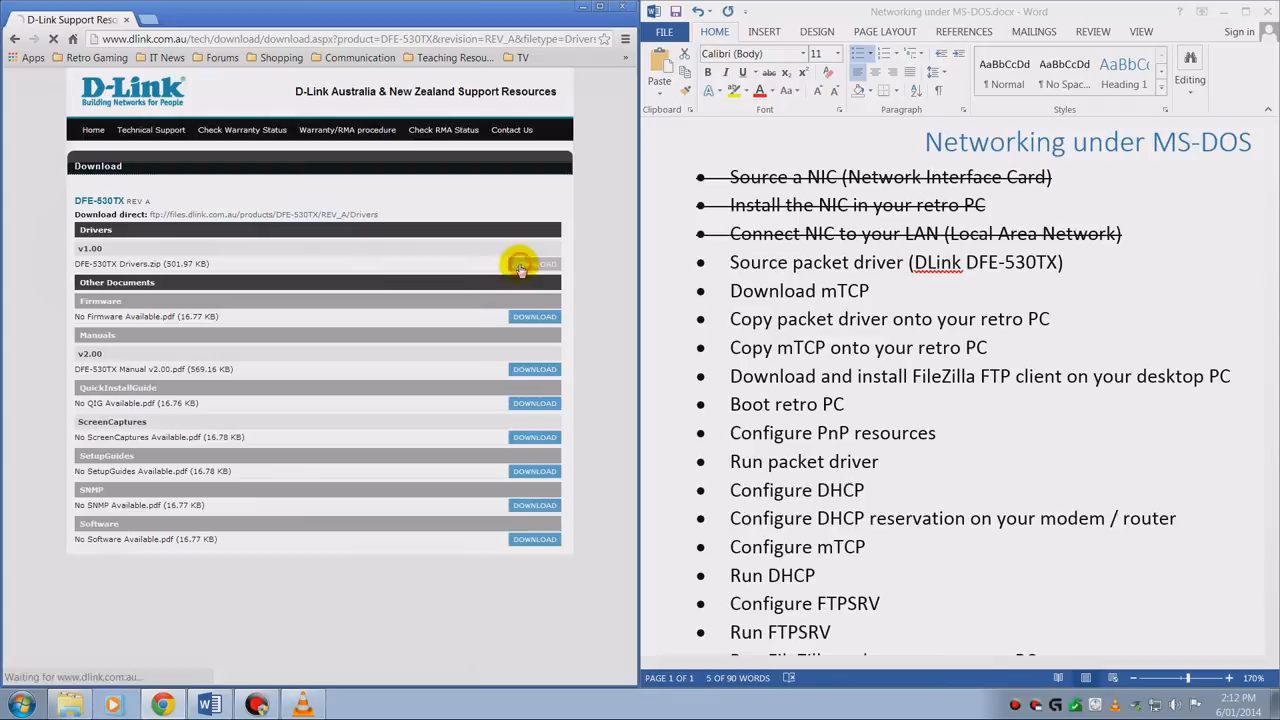 D-Link Support Reso
www.dlink.com.au/tech/download/download.aspx?product=DFE-530TX&revision=REV_A&filetype=Drivers
Apps Retro Gaming IT News Forums Shopping Communication Teaching Resou... TV »
D-Link
Building Networks for People
D-Link Australia & New Zealand Support Resources
Home Technical Support Check Warranty Status Warranty/RMA procedure Check RMA Status Contact Us
Download
DFE-530TX REV A
Download direct: ftp://files.dlink.com.au/products/DFE-530TX/REV_A/Drivers
Drivers
v1.00
DFE-530TX Drivers.zip (501.97 KB)
Other Documents
Firmware
No Firmware Available.pdf (16.77 KB) DOWNLOAD
Manuals
v2.00
DFE-530TX Manual v2.00.pdf (569.16 KB) DOWNLOAD
QuickInstallGuide
No QIG Available.pdf (16.76 KB) DOWNLOAD
ScreenCaptures
No ScreenCaptures Available.pdf (16.78 KB) DOWNLOAD
SetupGuides
No SetupGuides Available.pdf (16.78 KB) DOWNLOAD
SNMP
No SNMP Available.pdf (16.77 KB) DOWNLOAD
Software
No Software Available.pdf (16.77 KB) DOWNLOAD
Waiting for www.dlink.com.au...
Networking under MS-DOS.docx - Word
FILE HOME INSERT DESIGN PAGE LAYOUT REFERENCES MAILINGS REVIEW VIEW Sign in
Paste
Calibri (Body) 11
AaBbCcDd AaBbCcDd AaBbCc
¶ Normal ¶ No Spac... Heading 1
Editing
Clipboard Font Paragraph Styles
Networking under MS-DOS
Source a NIC (Network Interface Card)
Install the NIC in your retro PC
Connect NIC to your LAN (Local Area Network)
Source packet driver (DLink DFE-530TX)
Download mTCP
Copy packet driver onto your retro PC
Copy mTCP onto your retro PC
Download and install FileZilla FTP client on your desktop PC
Boot retro PC
Configure PnP resources
Run packet driver
Configure DHCP
Configure DHCP reservation on your modem / router
Configure mTCP
Run DHCP
Configure FTPSRV
Run FTPSRV
PAGE 1 OF 1 5 OF 90 WORDS 170%
2:12 PM
6/01/2014